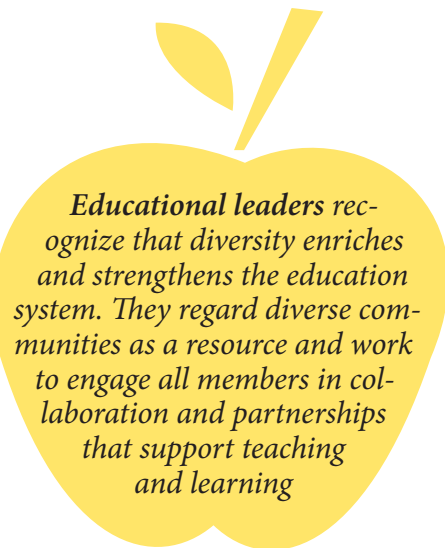 Educational leaders rec-
ognize that diversity enriches
and strengthens the education
system. They regard diverse com-
munities as a resource and work
to engage all members in col-
laboration and partnerships
that support teaching
and learning